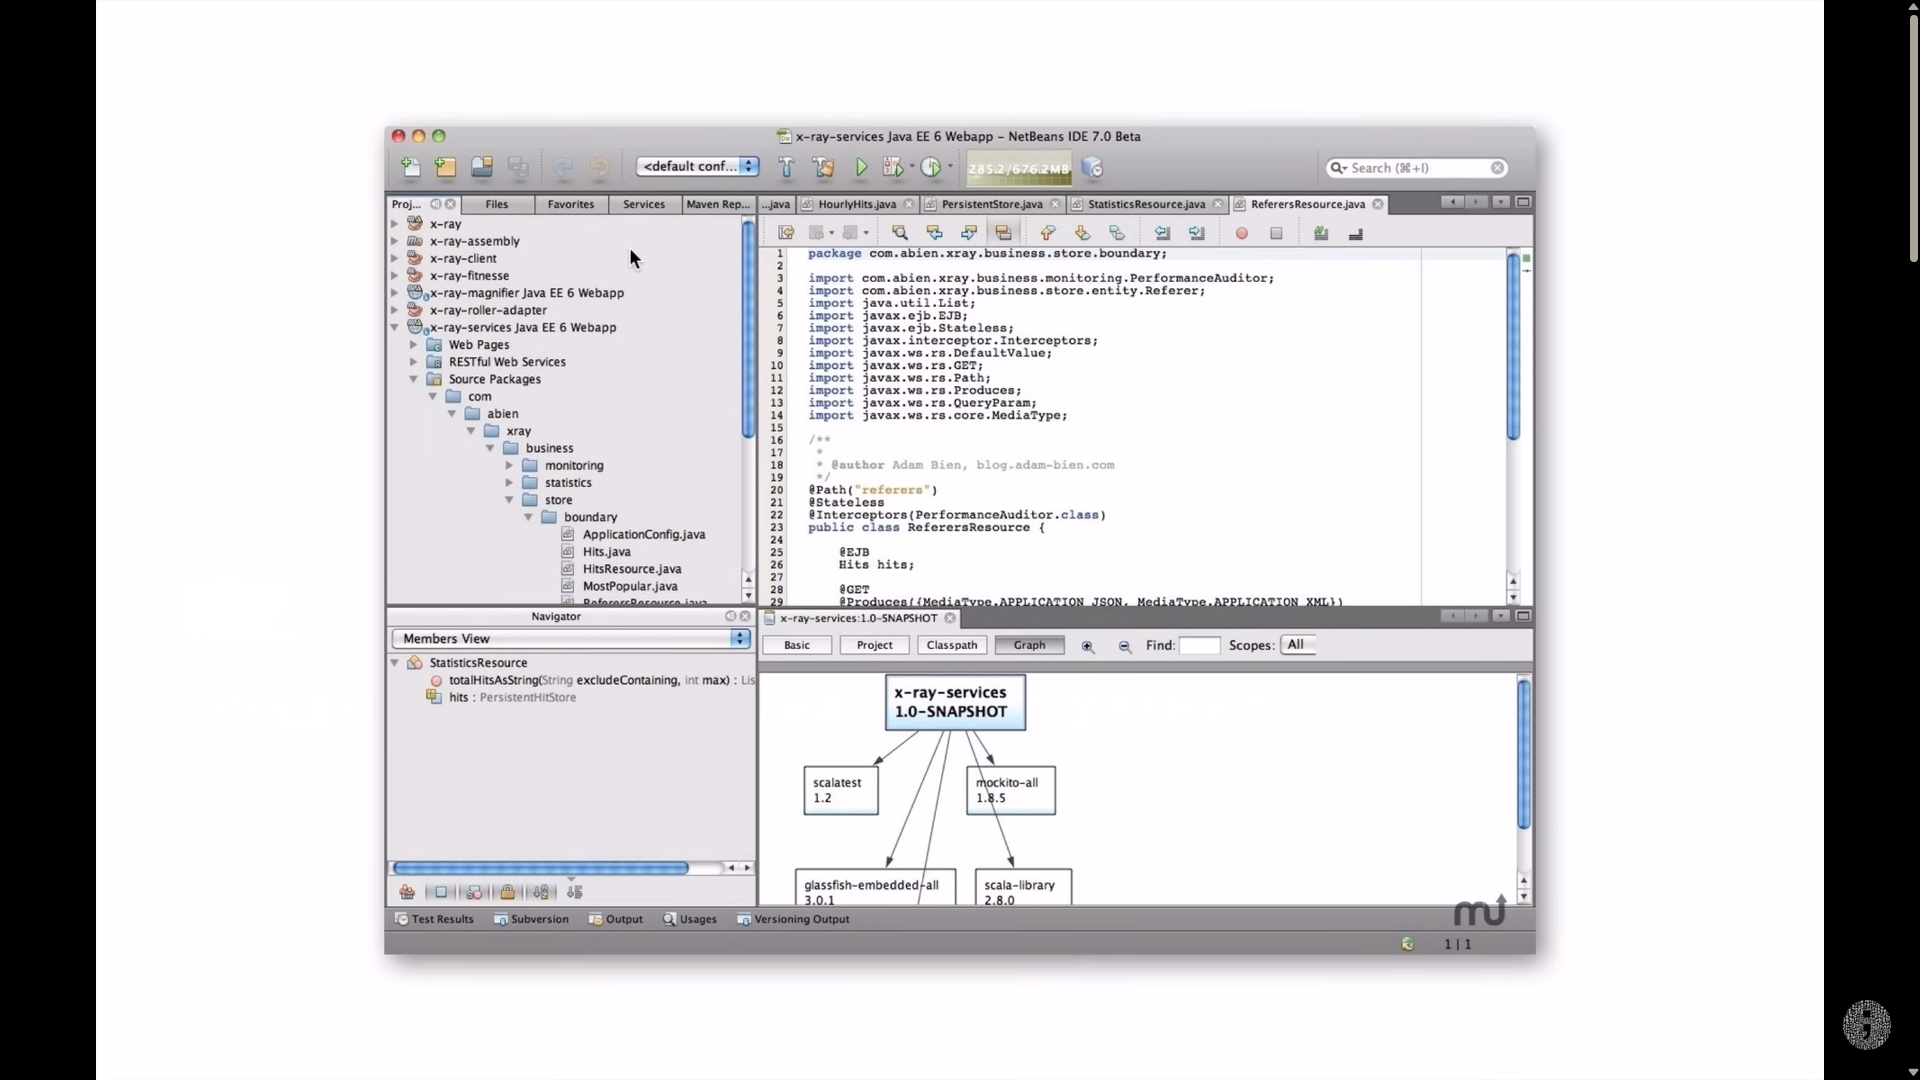 x-ray-services Java EE 6 Webapp – NetBeans IDE 7.0 Beta
<default conf...
285.2/676.2MB
Search (⌘+I)
Proj...
Files
Favorites
Services
Maven Rep...
...java
HourlyHits.java
PersistentStore.java
StatisticsResource.java
ReferersResource.java
x-ray
x-ray-assembly
x-ray-client
x-ray-fitnesse
x-ray-magnifier Java EE 6 Webapp
x-ray-roller-adapter
x-ray-services Java EE 6 Webapp
Web Pages
RESTful Web Services
Source Packages
com
abien
xray
business
monitoring
statistics
store
boundary
ApplicationConfig.java
Hits.java
HitsResource.java
MostPopular.java
ReferersResource.java
1 package com.abien.xray.business.store.boundary;
2
3 import com.abien.xray.business.monitoring.PerformanceAuditor;
4 import com.abien.xray.business.store.entity.Referer;
5 import java.util.List;
6 import javax.ejb.EJB;
7 import javax.ejb.Stateless;
8 import javax.interceptor.Interceptors;
9 import javax.ws.rs.DefaultValue;
10 import javax.ws.rs.GET;
11 import javax.ws.rs.Path;
12 import javax.ws.rs.Produces;
13 import javax.ws.rs.QueryParam;
14 import javax.ws.rs.core.MediaType;
15
16 /**
17 *
18 * @author Adam Bien, blog.adam-bien.com
19 */
20 @Path("referers")
21 @Stateless
22 @Interceptors(PerformanceAuditor.class)
23 public class ReferersResource {
24
25 @EJB
26 Hits hits;
27
28 @GET
29 @Produces({MediaType.APPLICATION_JSON, MediaType.APPLICATION_XML})
Navigator
Members View
StatisticsResource
totalHitsAsString(String excludeContaining, int max) : Lis
hits : PersistentHitStore
x-ray-services:1.0-SNAPSHOT
Basic
Project
Classpath
Graph
Find:
Scopes:
All
x-ray-services
1.0-SNAPSHOT
scalatest
1.2
mockito-all
1.8.5
glassfish-embedded-all
3.0.1
scala-library
2.8.0
Test Results
Subversion
Output
Usages
Versioning Output
mu
1 | 1